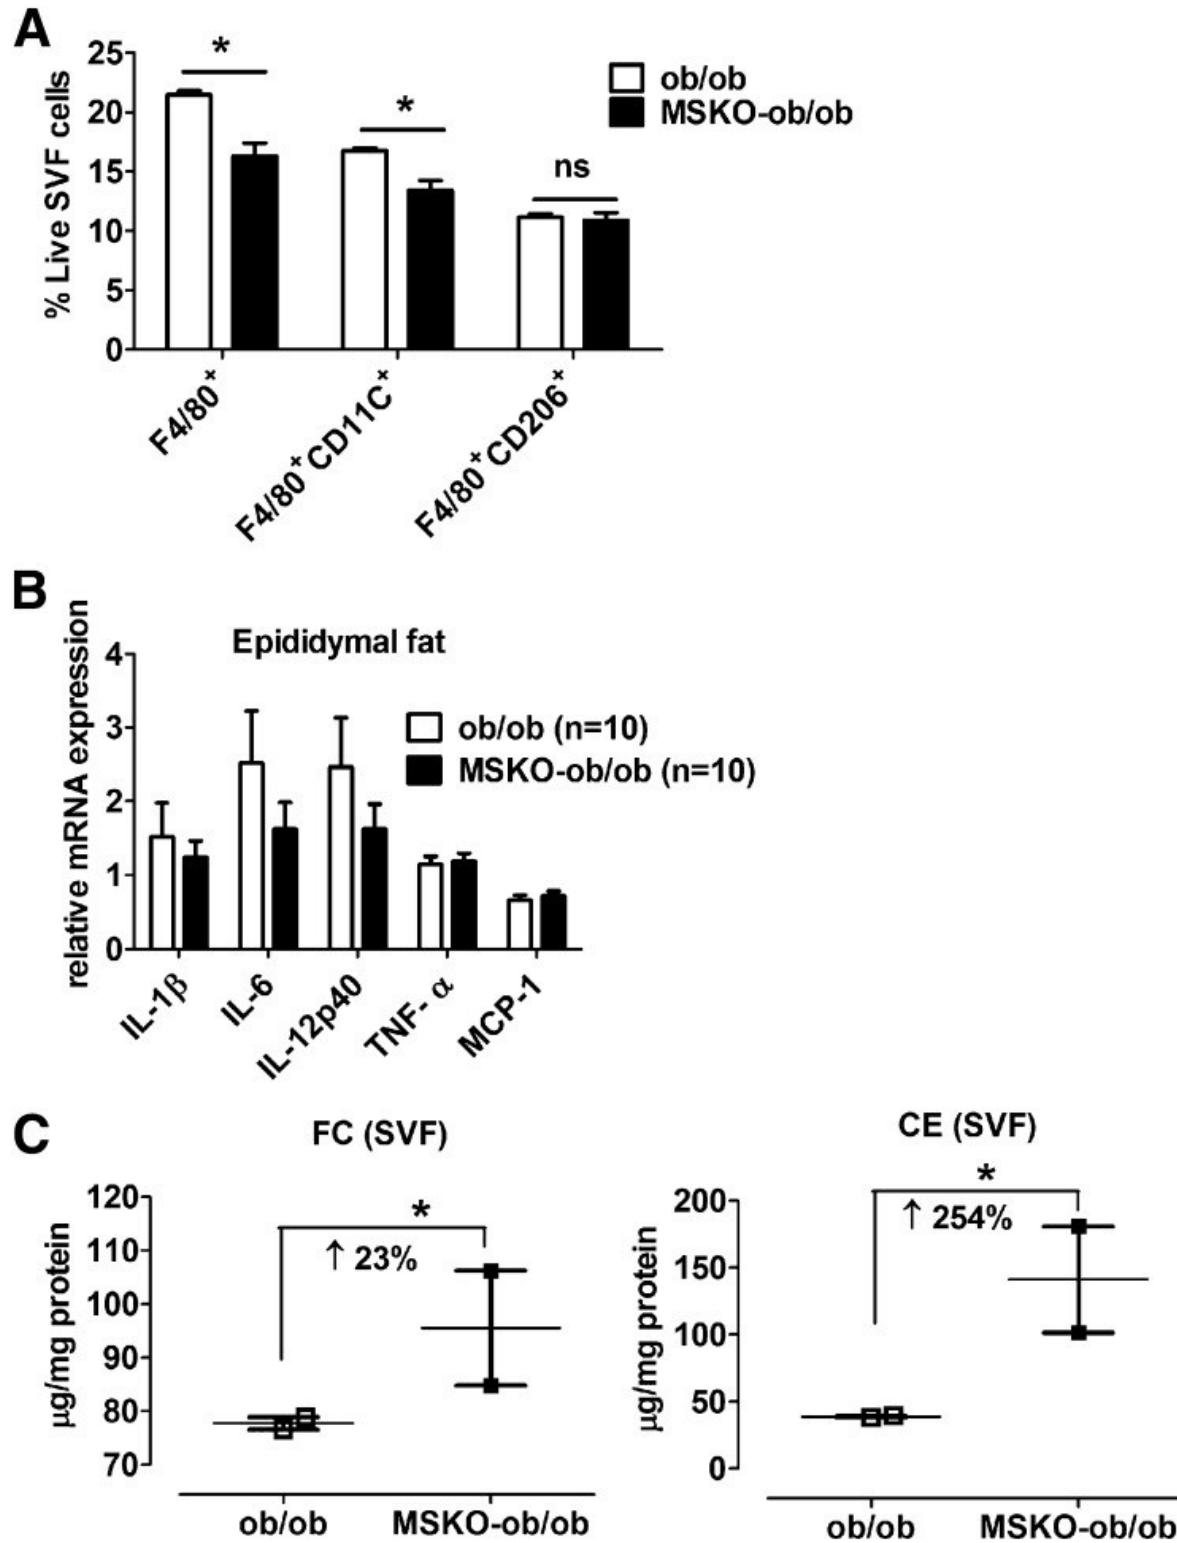 A
25
20
15
10
5
0
% Live SVF cells
*
*
ns
ob/ob
MSKO-ob/ob
F4/80+
F4/80+CD11C+
F4/80+CD206+
B
Epididymal fat
4
3
2
1
0
relative mRNA expression
ob/ob (n=10)
MSKO-ob/ob (n=10)
IL-1β
IL-6
IL-12p40
TNF- α
MCP-1
C
FC (SVF)
120
110
100
90
80
70
µg/mg protein
*
↑ 23%
ob/ob
MSKO-ob/ob
CE (SVF)
200
150
100
50
0
µg/mg protein
*
↑ 254%
ob/ob
MSKO-ob/ob